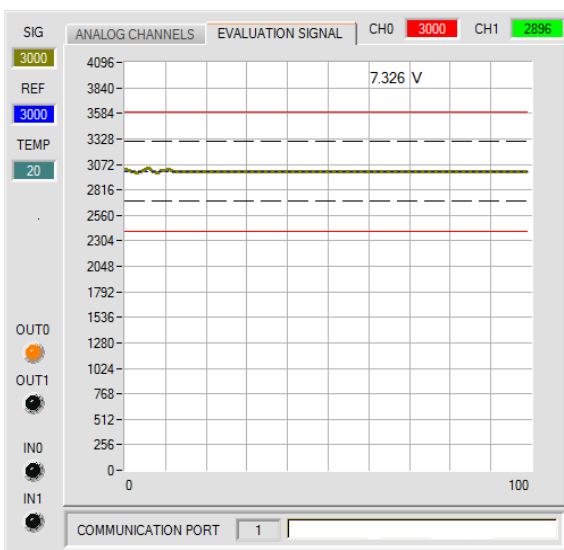 SIG
ANALOG CHANNELS
EVALUATION SIGNAL
CH0
3000
CH1
2896
3000
REF
3000
TEMP
20
.
7.326 V
4096
3840
3584
3328
3072
2816
2560
2304
2048
1792
1536
1280
1024
768
512
256
0
0
100
OUT0
OUT1
IN0
IN1
COMMUNICATION PORT
1